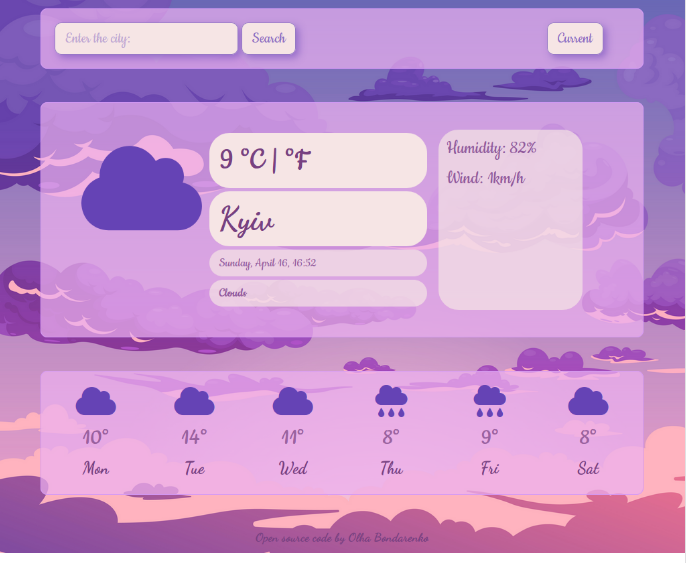 Enter the city:
Search
Current
9 °C | °F
Kyiv
Sunday, April 16, 16:52
Clouds
Humidity: 82%
Wind: 1km/h
10° 14° 11° 8° 9° 8°
Mon Tue Wed Thu Fri Sat
Open source code by Olha Bondarenko